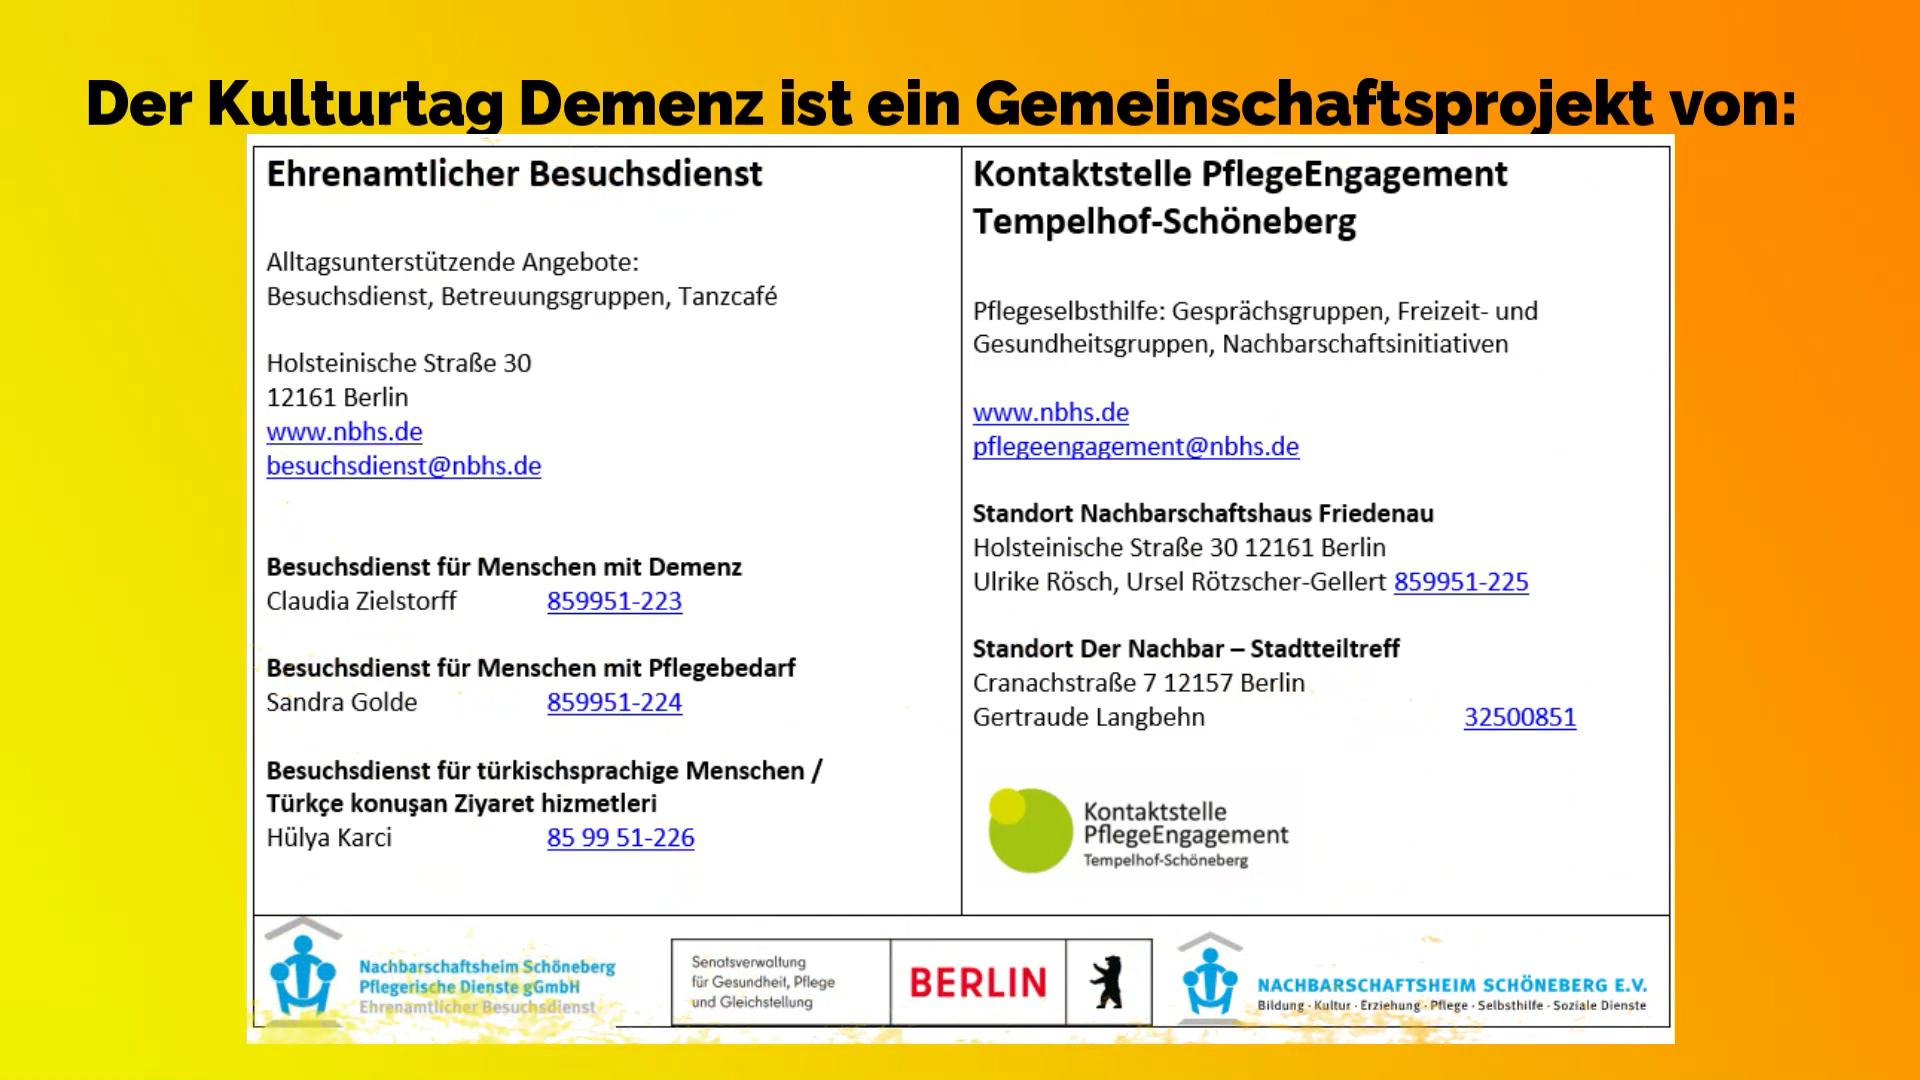 Der Kulturtag Demenz ist ein Gemeinschaftsprojekt von:
Ehrenamtlicher Besuchsdienst
Alltagsunterstützende Angebote:
Besuchsdienst, Betreuungsgruppen, Tanzcafé
Holsteinische Straße 30
12161 Berlin
www.nbhs.de
besuchsdienst@nbhs.de
Besuchsdienst für Menschen mit Demenz
Claudia Zielstorff 859951-223
Besuchsdienst für Menschen mit Pflegebedarf
Sandra Golde 859951-224
Besuchsdienst für türkischsprachige Menschen /
Türkçe konuşan Ziyaret hizmetleri
Hülya Karci 85 99 51-226
Kontaktstelle PflegeEngagement
Tempelhof-Schöneberg
Pflegeselbsthilfe: Gesprächsgruppen, Freizeit- und
Gesundheitsgruppen, Nachbarschaftsinitiativen
www.nbhs.de
pflegeengagement@nbhs.de
Standort Nachbarschaftshaus Friedenau
Holsteinische Straße 30 12161 Berlin
Ulrike Rösch, Ursel Rötzscher-Gellert 859951-225
Standort Der Nachbar – Stadtteiltreff
Cranachstraße 7 12157 Berlin
Gertraude Langbehn 32500851
Kontaktstelle
PflegeEngagement
Tempelhof-Schöneberg
Nachbarschaftsheim Schöneberg
Pflegerische Dienste gGmbH
Ehrenamtlicher Besuchsdienst
Senatsverwaltung
für Gesundheit, Pflege
und Gleichstellung
BERLIN
NACHBARSCHAFTSHEIM SCHÖNEBERG E.V.
Bildung · Kultur · Erziehung · Pflege · Selbsthilfe · Soziale Dienste